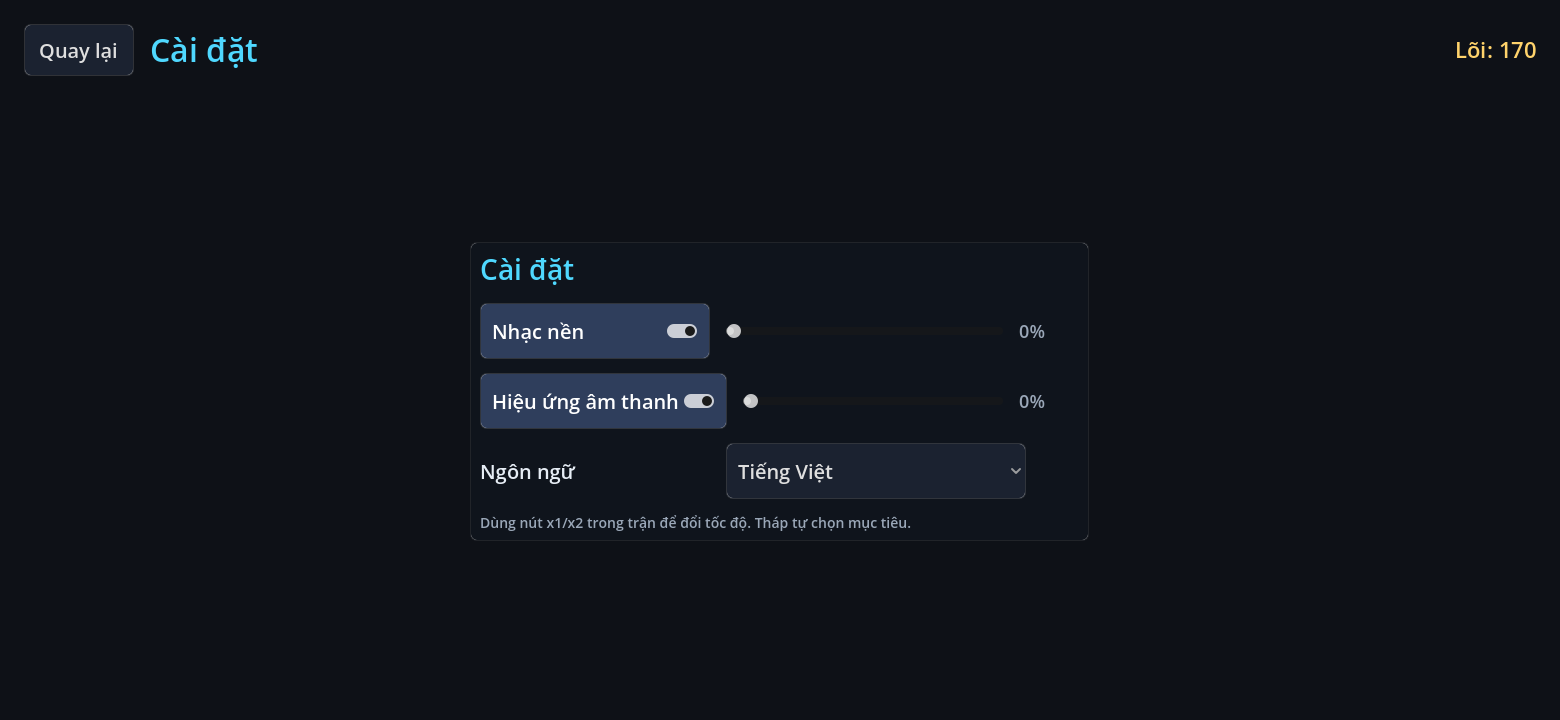 Quay lại
Cài đặt
Lõi: 170
Cài đặt
Nhạc nền
0%
Hiệu ứng âm thanh
0%
Ngôn ngữ
Tiếng Việt
Dùng nút x1/x2 trong trận để đổi tốc độ. Tháp tự chọn mục tiêu.